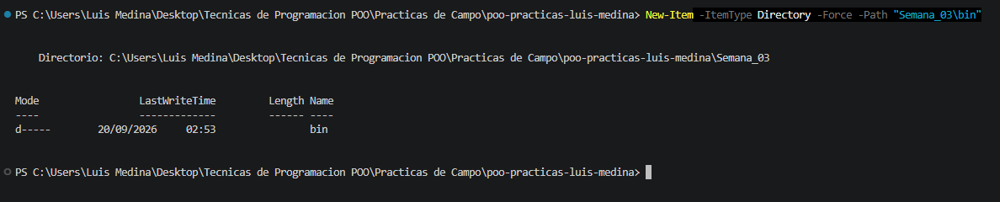 PS C:\Users\Luis Medina\Desktop\Tecnicas de Programacion POO\Practicas de Campo\poo-practicas-luis-medina> New-Item -ItemType Directory -Force -Path "Semana_03\bin"
Directorio: C:\Users\Luis Medina\Desktop\Tecnicas de Programacion POO\Practicas de Campo\poo-practicas-luis-medina\Semana_03
Mode LastWriteTime Length Name
---- ------------- ------ ----
d----- 20/09/2026 02:53 bin
PS C:\Users\Luis Medina\Desktop\Tecnicas de Programacion POO\Practicas de Campo\poo-practicas-luis-medina>